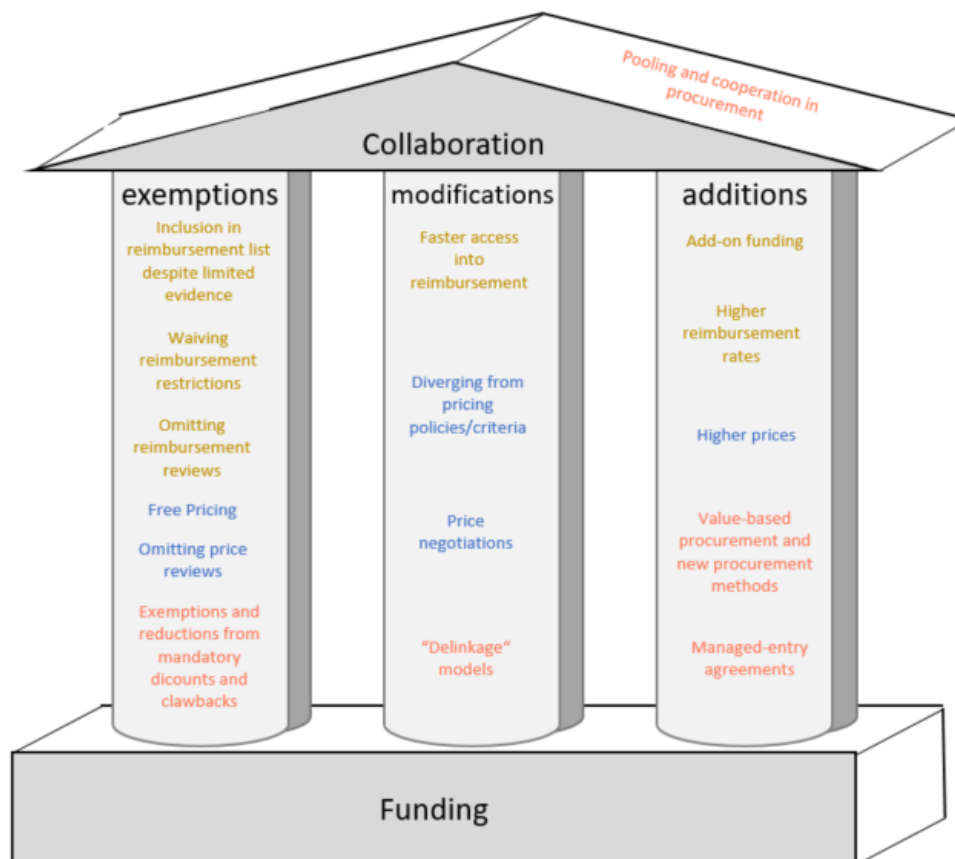 Pooling and cooperation in
procurement
Collaboration
exemptions
Inclusion in
reimbursement list
despite limited
evidence
Waiving
reimbursement
restrictions
Omitting
reimbursement
reviews
Free Pricing
Omitting price
reviews
Exemptions and
reductions from
mandatory
dicounts and
clawbacks
modifications
Faster access
into
reimbursement
Diverging from
pricing
policies/criteria
Price
negotiations
“Delinkage“
models
additions
Add-on funding
Higher
reimbursement
rates
Higher prices
Value-based
procurement and
new procurement
methods
Managed-entry
agreements
Funding